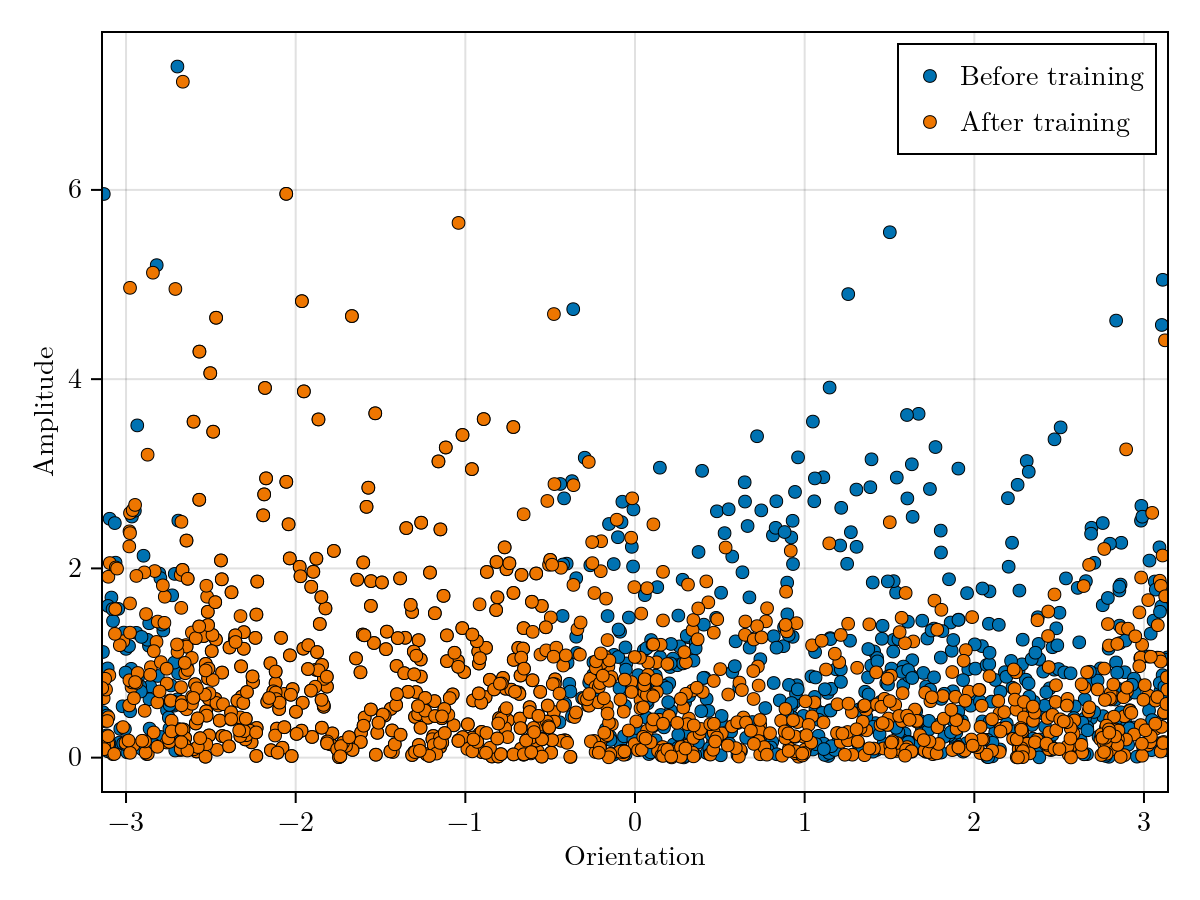 Before training
After training
6
4
2
0
Amplitude
−3 −2 −1 0 1 2 3
Orientation